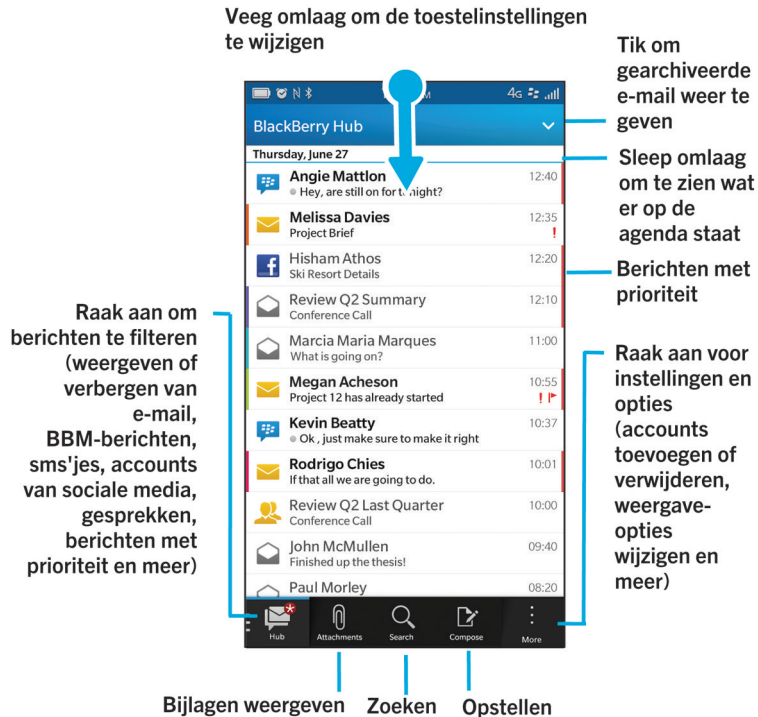 Veeg omlaag om de toestelinstellingen
te wijzigen
Tik om
gearchiveerde
e-mail weer te
geven
Sleep omlaag
om te zien wat
er op de
agenda staat
Berichten met
prioriteit
Raak aan voor
instellingen en
opties
(accounts
toevoegen of
verwijderen,
weergave-
opties
wijzigen en
meer)
Raak aan om
berichten te filteren
(weergeven of
verbergen van
e-mail,
BBM-berichten,
sms'jes, accounts
van sociale media,
gesprekken,
berichten met
prioriteit en meer)
4G
BlackBerry Hub
Thursday, June 27
Angie Mattlon 12:40
Hey, are still on for ton ght?
Melissa Davies 12:35
Project Brief !
Hisham Athos 12:20
Ski Resort Details
Review Q2 Summary 12:10
Conference Call
Marcia Maria Marques 11:00
What is going on?
Megan Acheson 10:55
Project 12 has already started !
Kevin Beatty 10:37
Ok , just make sure to make it right
Rodrigo Chies 10:01
If that all we are going to do.
Review Q2 Last Quarter 10:00
Conference Call
John McMullen 09:40
Finished up the thesis!
Paul Morley 08:20
Hub Attachments Search Compose More
Bijlagen weergeven Zoeken Opstellen